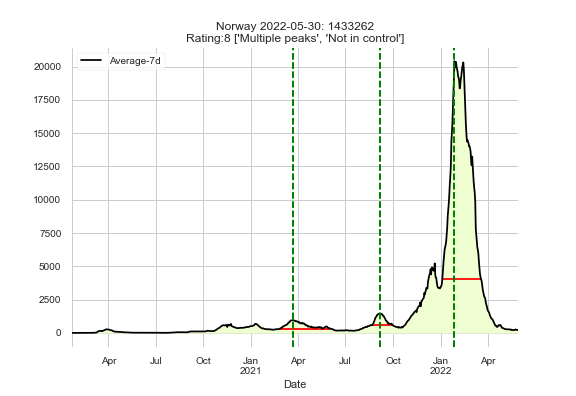 Norway 2022-05-30: 1433262
Rating:8 ['Multiple peaks', 'Not in control']
Average-7d
20000
17500
15000
12500
10000
7500
5000
2500
0
Apr Jul Oct Jan Apr Jul Oct Jan Apr
2021 2022
Date